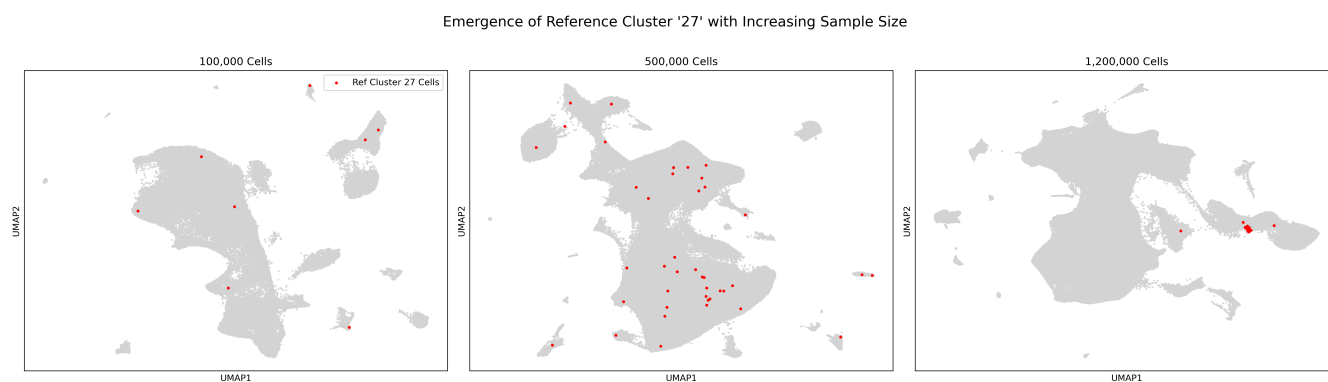 Emergence of Reference Cluster '27' with Increasing Sample Size
100,000 Cells
Ref Cluster 27 Cells
UMAP2
UMAP1
500,000 Cells
UMAP2
UMAP1
1,200,000 Cells
UMAP2
UMAP1